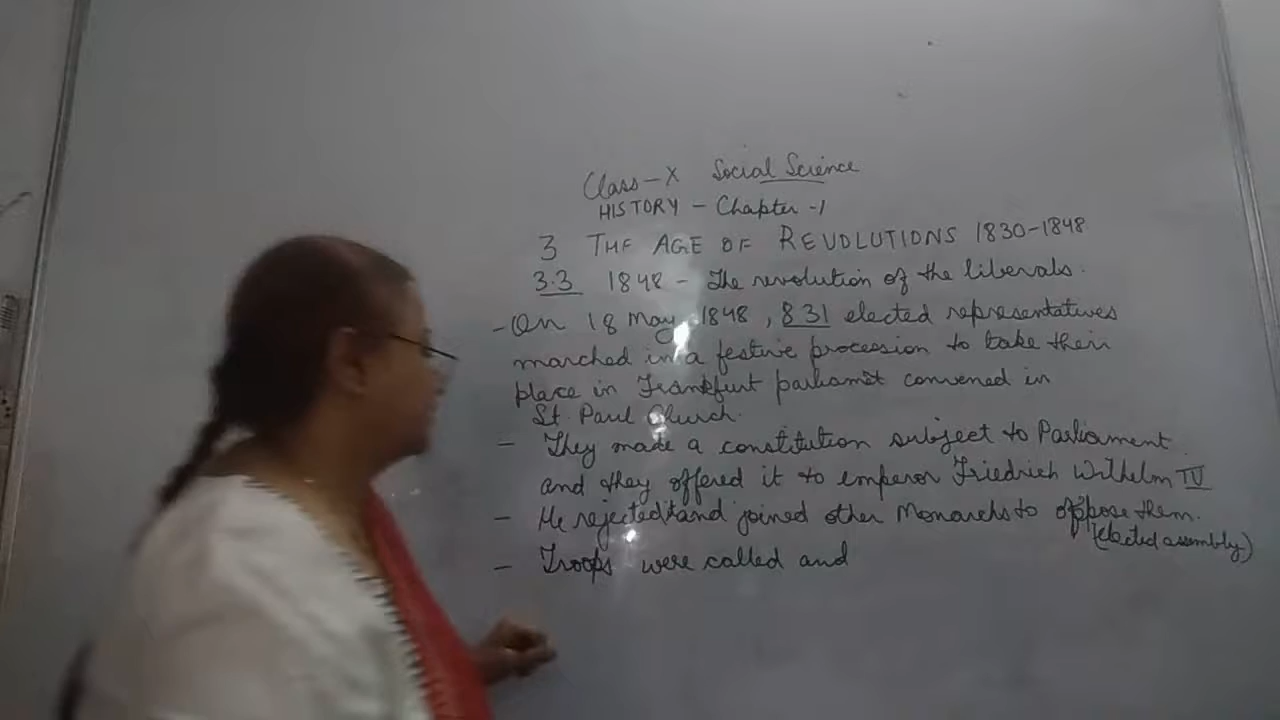 Class-X Social Science
HISTORY - Chapter -1
3 THE AGE OF REVOLUTIONS 1830-1848
3.3 1848 - The revolution of the liberals.
- On 18 May 1848, 831 elected representatives
marched in a festive procession to take their
place in Frankfurt parliament convened in
St. Paul Church.
- They made a constitution subject to Parliament
and they offered it to emperor Friedrich Wilhelm IV
- He rejected it and joined other Monarchs to oppose them.
(elected assembly)
- Troops were called and